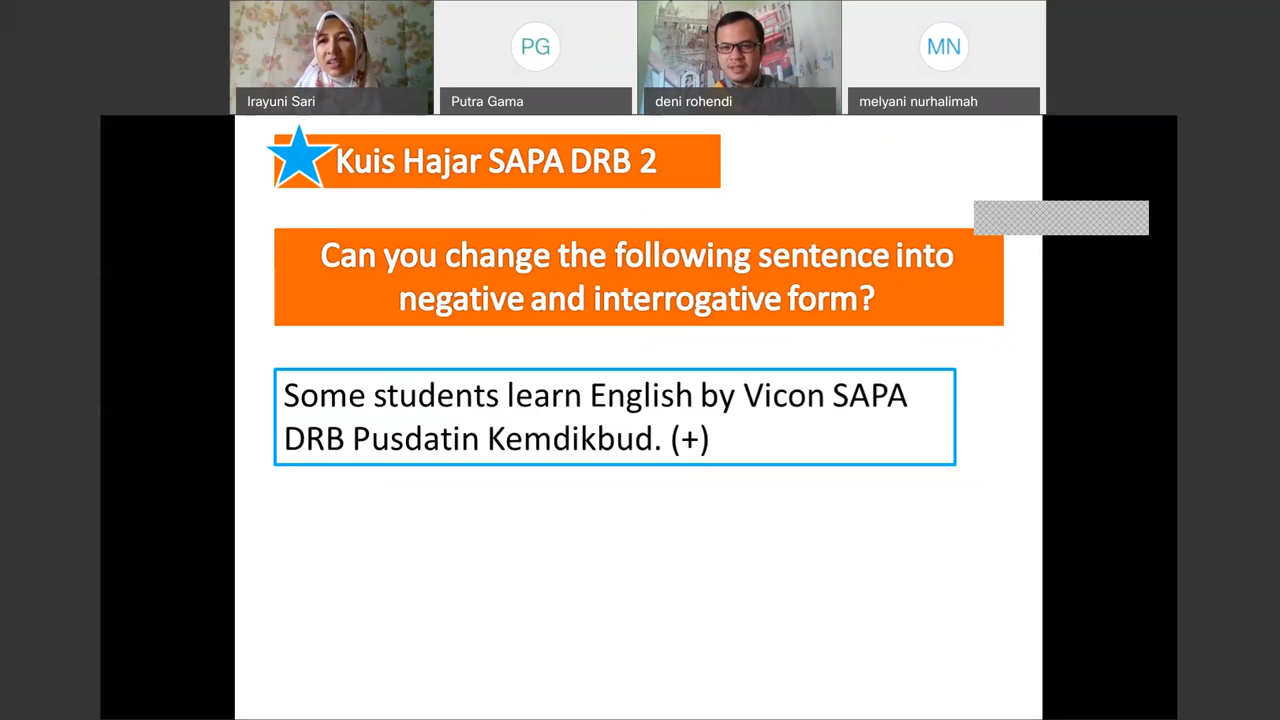 Irayuni Sari
PG
Putra Gama
deni rohendi
MN
melyani nurhalimah
Kuis Hajar SAPA DRB 2
Can you change the following sentence into
negative and interrogative form?
Some students learn English by Vicon SAPA
DRB Pusdatin Kemdikbud. (+)